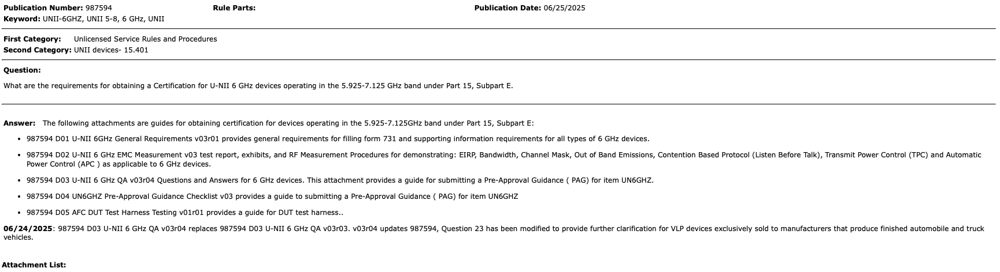 Publication Number: 987594 Rule Parts: Publication Date: 06/25/2025
Keyword: UNII-6GHZ, UNII 5-8, 6 GHz, UNII
First Category: Unlicensed Service Rules and Procedures
Second Category: UNII devices- 15.401
Question:
What are the requirements for obtaining a Certification for U-NII 6 GHz devices operating in the 5.925-7.125 GHz band under Part 15, Subpart E.
Answer: The following attachments are guides for obtaining certification for devices operating in the 5.925-7.125GHz band under Part 15, Subpart E:
• 987594 D01 U-NII 6GHz General Requirements v03r01 provides general requirements for filling form 731 and supporting information requirements for all types of 6 GHz devices.
• 987594 D02 U-NII 6 GHz EMC Measurement v03 test report, exhibits, and RF Measurement Procedures for demonstrating: EIRP, Bandwidth, Channel Mask, Out of Band Emissions, Contention Based Protocol (Listen Before Talk), Transmit Power Control (TPC) and Automatic
Power Control (APC ) as applicable to 6 GHz devices.
• 987594 D03 U-NII 6 GHz QA v03r04 Questions and Answers for 6 GHz devices. This attachment provides a guide for submitting a Pre-Approval Guidance ( PAG) for item UN6GHZ.
• 987594 D04 UN6GHZ Pre-Approval Guidance Checklist v03 provides a guide to submitting a Pre-Approval Guidance ( PAG) for item UN6GHZ
• 987594 D05 AFC DUT Test Harness Testing v01r01 provides a guide for DUT test harness..
06/24/2025: 987594 D03 U-NII 6 GHz QA v03r04 replaces 987594 D03 U-NII 6 GHz QA v03r03. v03r04 updates 987594, Question 23 has been modified to provide further clarification for VLP devices exclusively sold to manufacturers that produce finished automobile and truck
vehicles.
Attachment List: